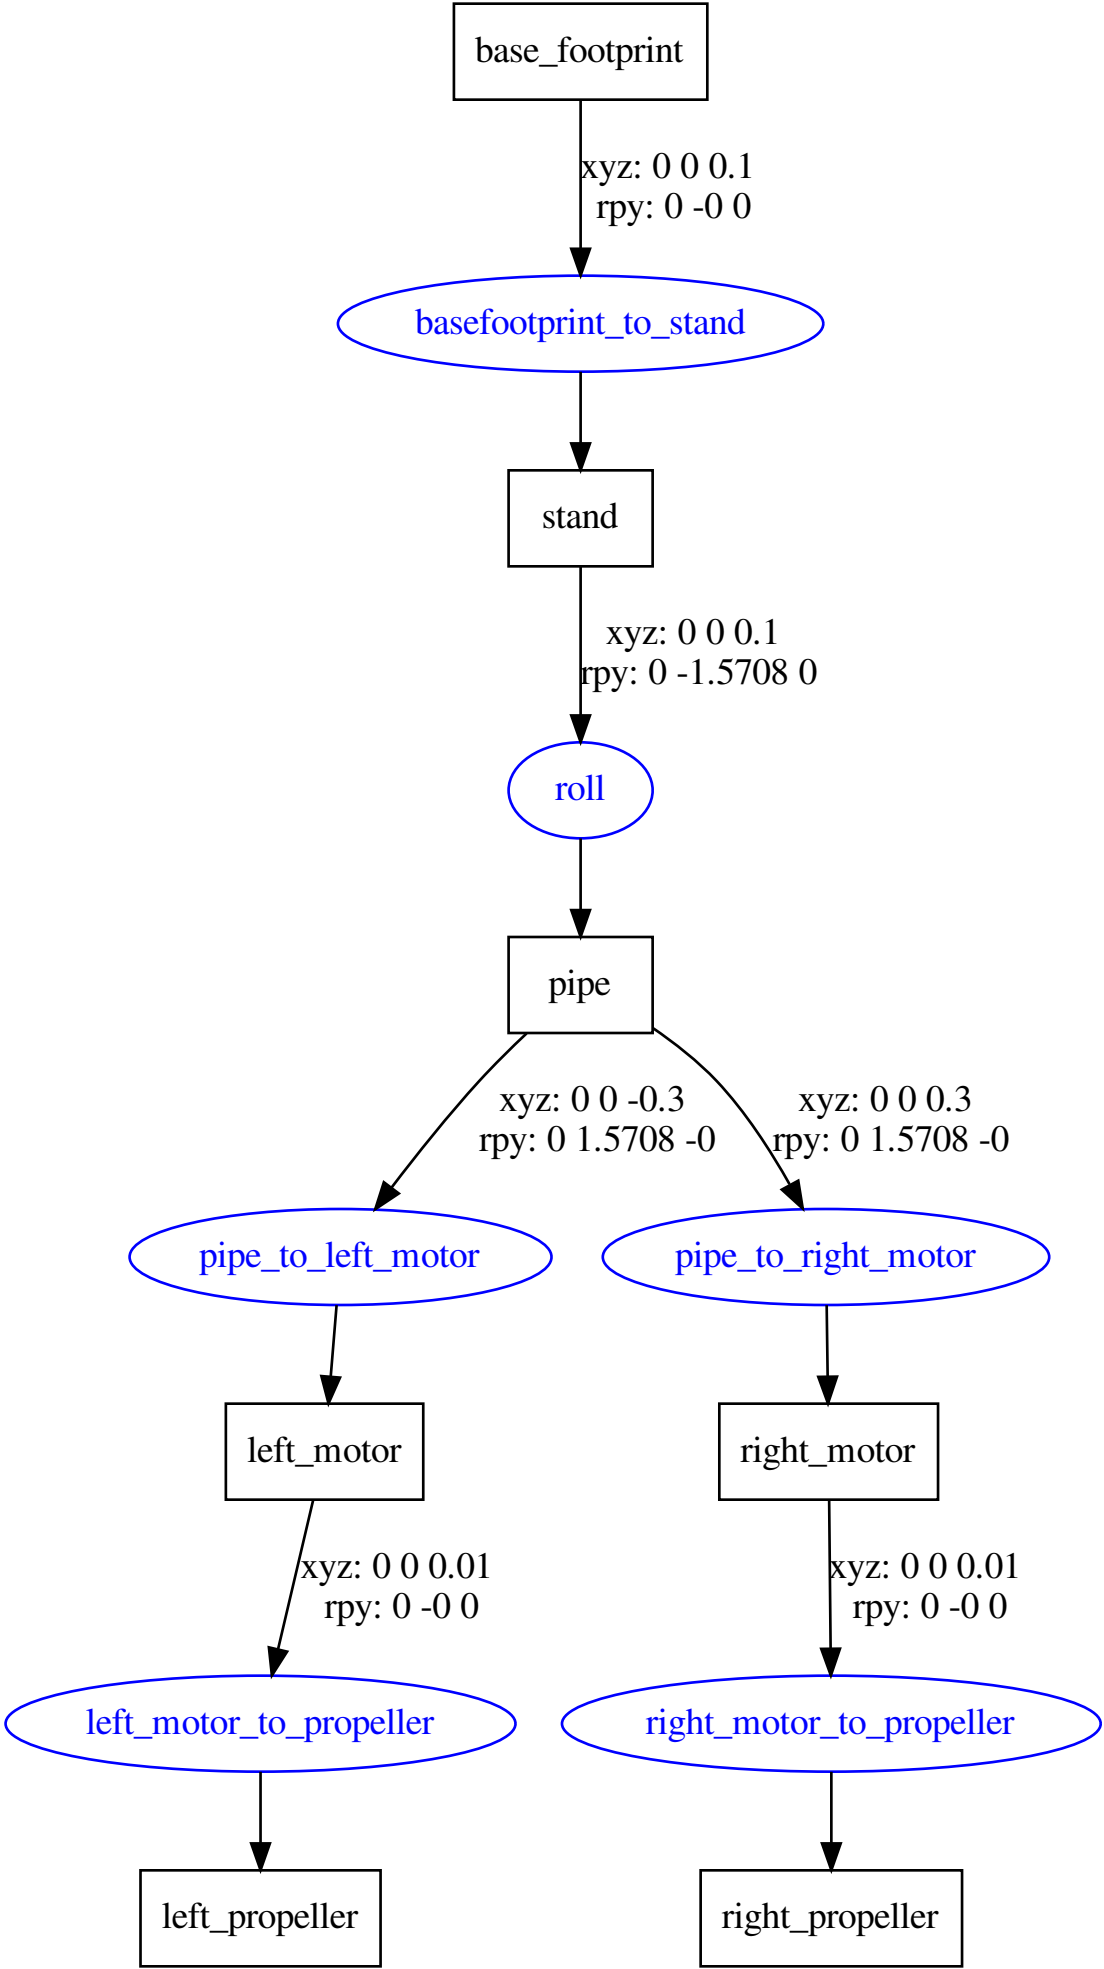 base_footprint
xyz: 0 0 0.1
rpy: 0 -0 0
basefootprint_to_stand
stand
xyz: 0 0 0.1
rpy: 0 -1.5708 0
roll
pipe
xyz: 0 0 -0.3
rpy: 0 1.5708 -0
xyz: 0 0 0.3
rpy: 0 1.5708 -0
pipe_to_left_motor
pipe_to_right_motor
left_motor
right_motor
xyz: 0 0 0.01
rpy: 0 -0 0
xyz: 0 0 0.01
rpy: 0 -0 0
left_motor_to_propeller
right_motor_to_propeller
left_propeller
right_propeller